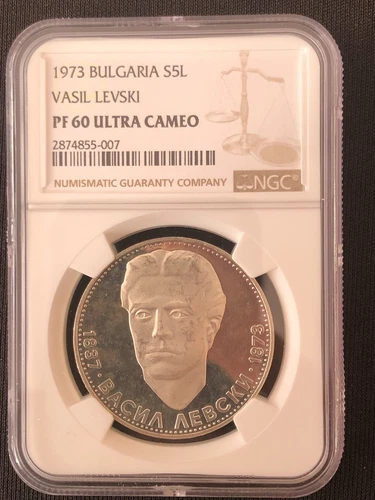 1973 BULGARIA S5L
VASIL LEVSKI
PF 60 ULTRA CAMEO
2874855-007
NUMISMATIC GUARANTY COMPANY
NGC
1837 · ВАСИЛ ЛЕВСКИ · 1873